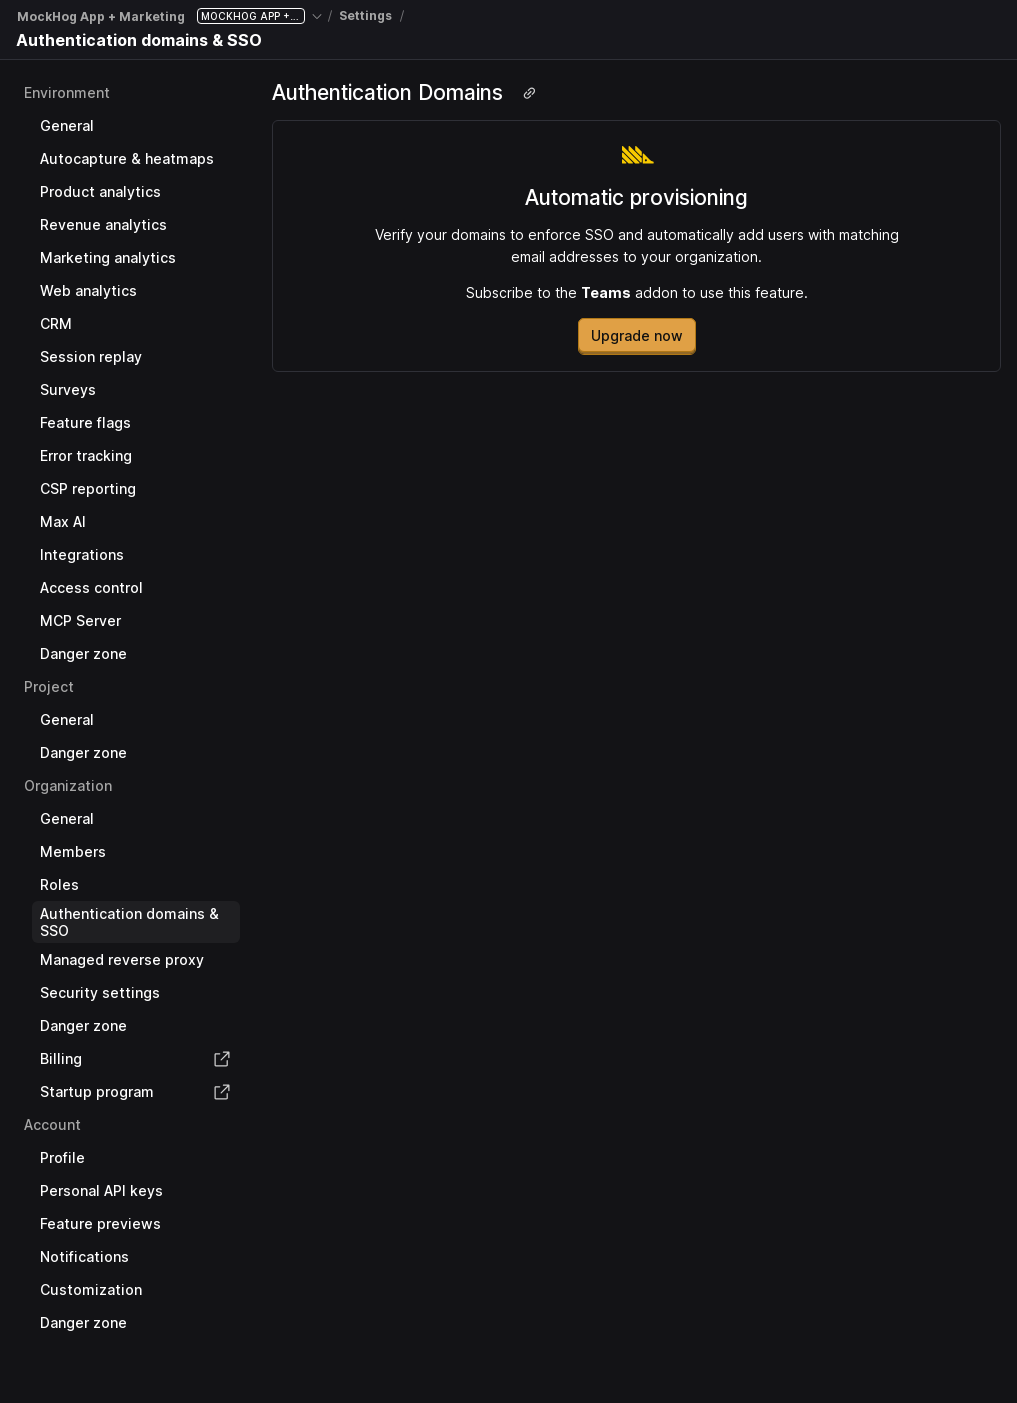 MockHog App + Marketing MOCKHOG APP +... / Settings /
Authentication domains & SSO
Environment
General
Autocapture & heatmaps
Product analytics
Revenue analytics
Marketing analytics
Web analytics
CRM
Session replay
Surveys
Feature flags
Error tracking
CSP reporting
Max AI
Integrations
Access control
MCP Server
Danger zone
Project
General
Danger zone
Organization
General
Members
Roles
Authentication domains &
SSO
Managed reverse proxy
Security settings
Danger zone
Billing
Startup program
Account
Profile
Personal API keys
Feature previews
Notifications
Customization
Danger zone
Authentication Domains
Automatic provisioning
Verify your domains to enforce SSO and automatically add users with matching
email addresses to your organization.
Subscribe to the Teams addon to use this feature.
Upgrade now